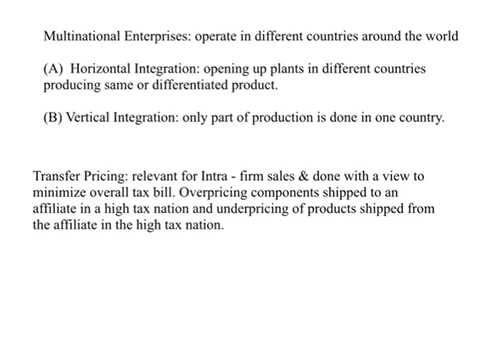 Multinational Enterprises: operate in different countries around the world
(A) Horizontal Integration: opening up plants in different countries
producing same or differentiated product.
(B) Vertical Integration: only part of production is done in one country.
Transfer Pricing: relevant for Intra - firm sales & done with a view to
minimize overall tax bill. Overpricing components shipped to an
affiliate in a high tax nation and underpricing of products shipped from
the affiliate in the high tax nation.